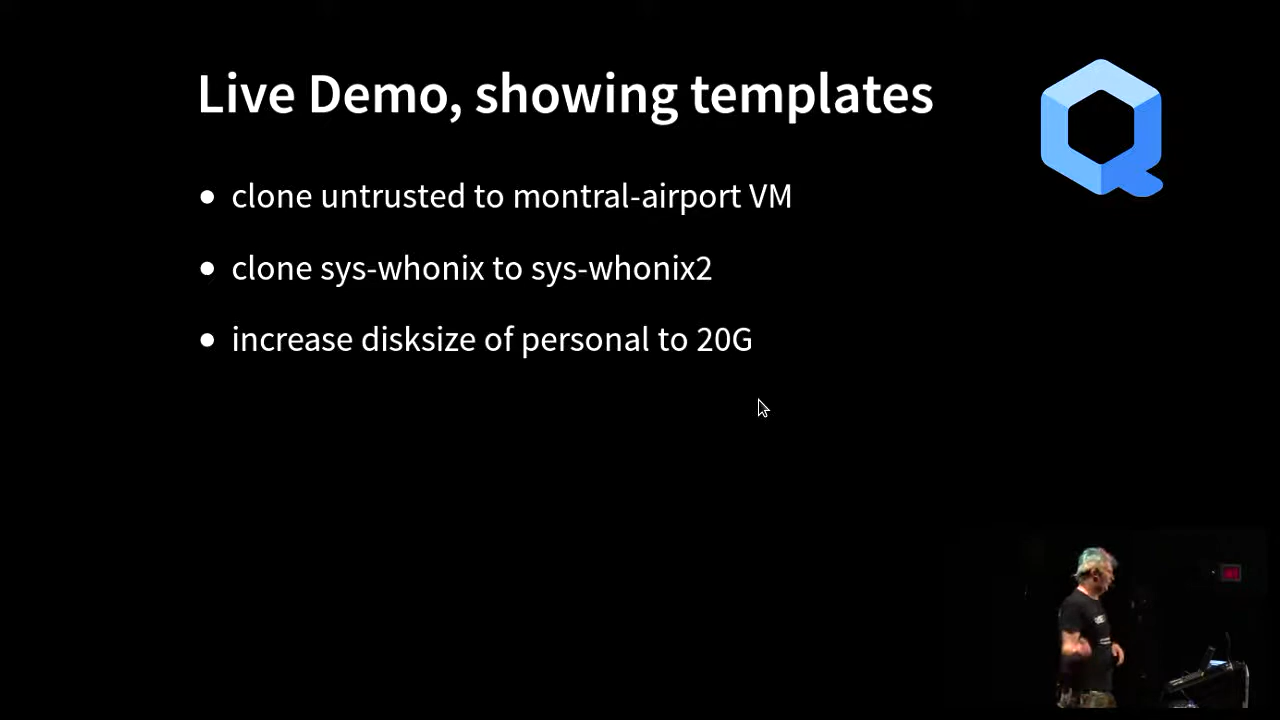 Live Demo, showing templates
• clone untrusted to montral-airport VM
• clone sys-whonix to sys-whonix2
• increase disksize of personal to 20G